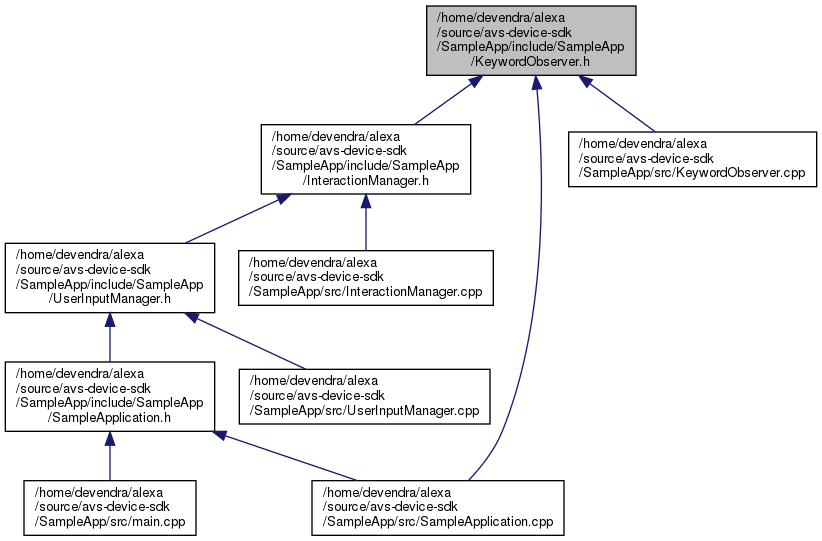 /home/devendra/alexa
/source/avs-device-sdk
/SampleApp/include/SampleApp
/KeywordObserver.h
/home/devendra/alexa
/source/avs-device-sdk
/SampleApp/include/SampleApp
/InteractionManager.h
/home/devendra/alexa
/source/avs-device-sdk
/SampleApp/src/KeywordObserver.cpp
/home/devendra/alexa
/source/avs-device-sdk
/SampleApp/include/SampleApp
/UserInputManager.h
/home/devendra/alexa
/source/avs-device-sdk
/SampleApp/src/InteractionManager.cpp
/home/devendra/alexa
/source/avs-device-sdk
/SampleApp/include/SampleApp
/SampleApplication.h
/home/devendra/alexa
/source/avs-device-sdk
/SampleApp/src/UserInputManager.cpp
/home/devendra/alexa
/source/avs-device-sdk
/SampleApp/src/main.cpp
/home/devendra/alexa
/source/avs-device-sdk
/SampleApp/src/SampleApplication.cpp